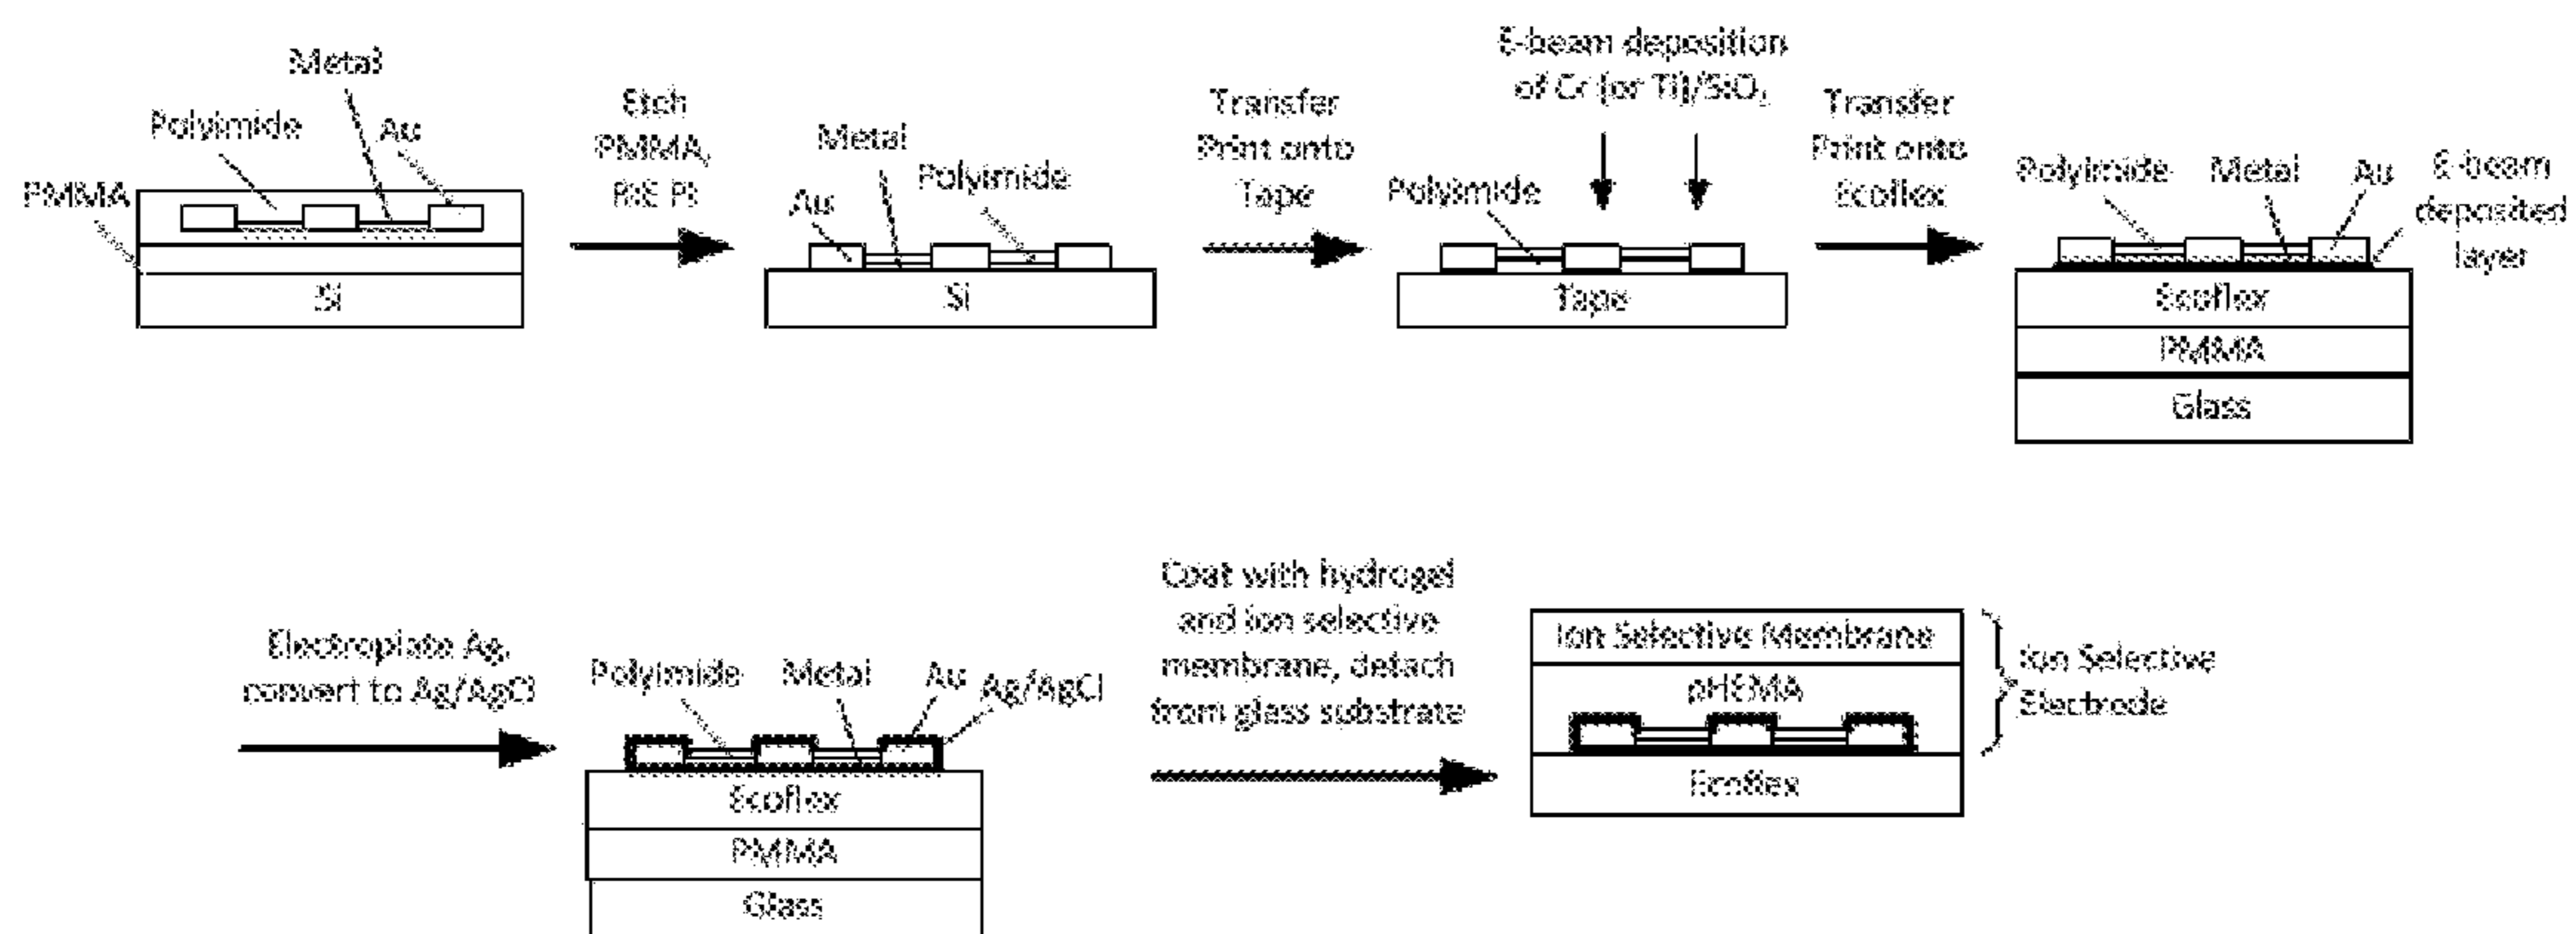 Metal
Polyimide
Au
PMMA
Si
Etch
PMMA,
RIE PI
Metal
Polyimide
Au
Si
Transfer
Print onto
Tape
E-beam deposition
of Cr (or Ti)/SiO2
Polyimide
Tape
Transfer
Print onto
Ecoflex
Polyimide
Metal
Au
E-beam
deposited
layer
Ecoflex
PMMA
Glass
Electroplate Ag,
convert to Ag/AgCl
Polyimide
Metal
Au
Ag/AgCl
Ecoflex
PMMA
Glass
Coat with hydrogel
and ion selective
membrane, detach
from glass substrate
Ion Selective Membrane
pHEMA
Ecoflex
Ion Selective
Electrode